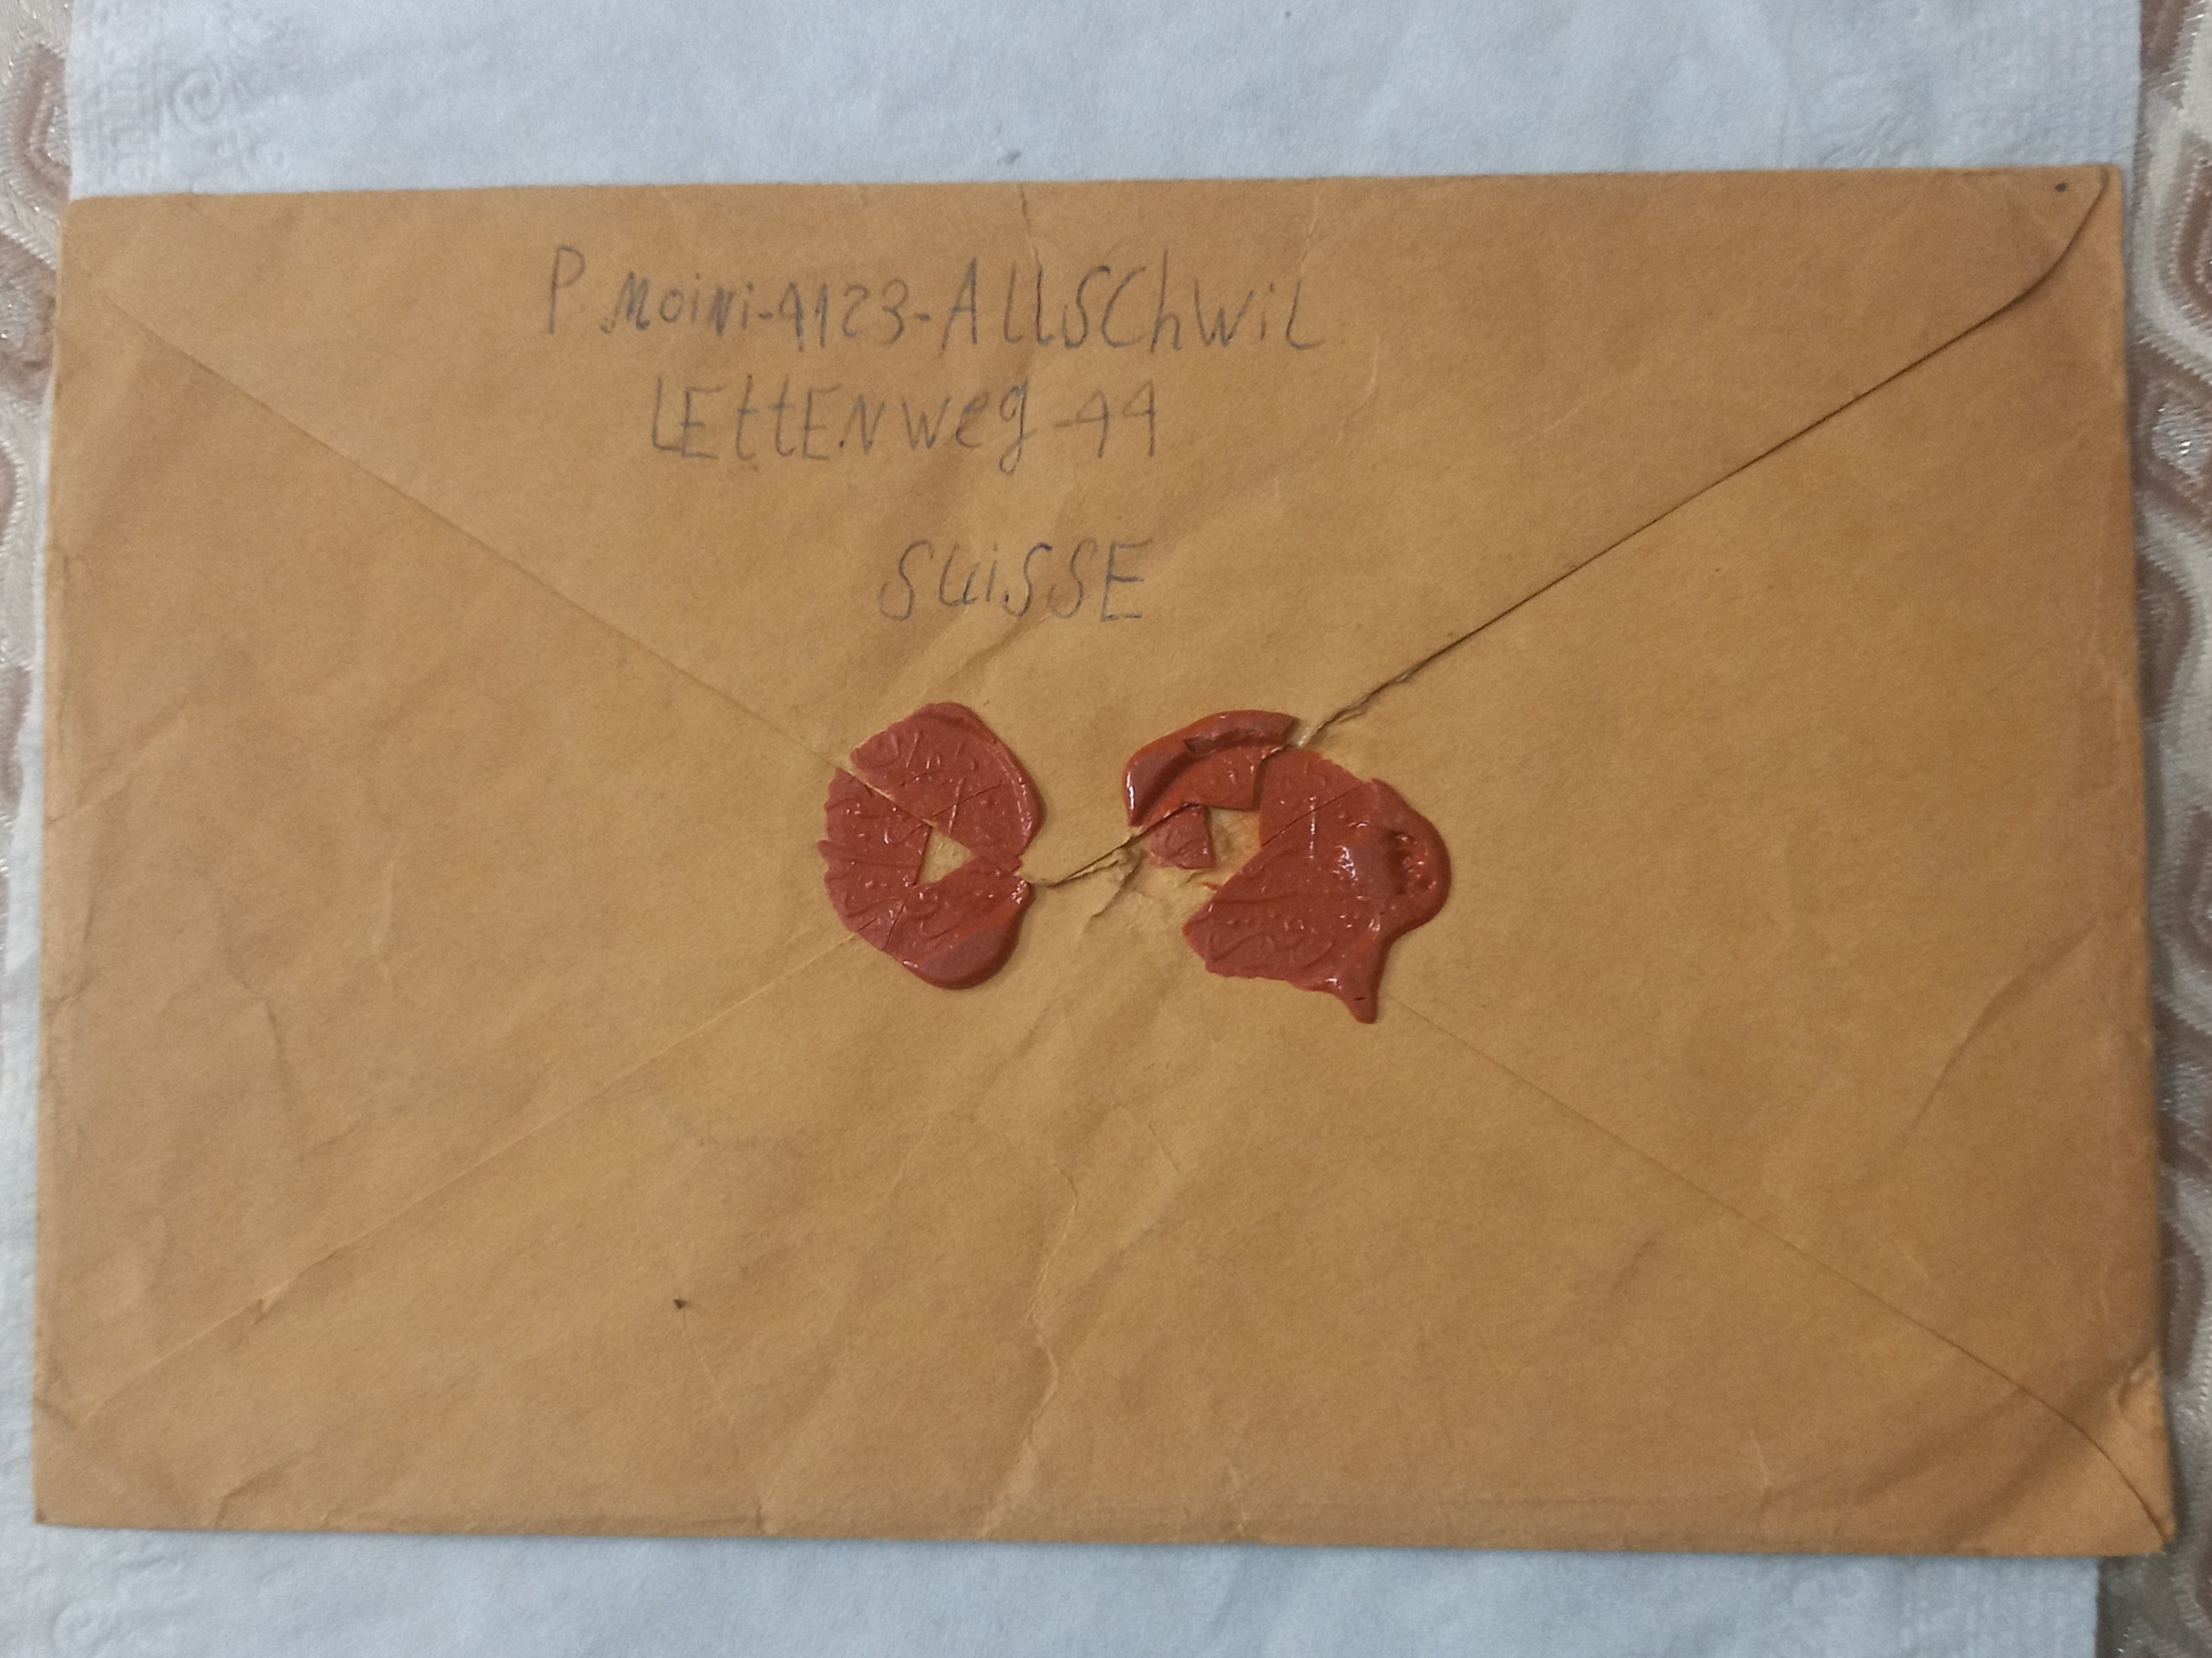 P. Moini-4123-ALLSChWiL
LEttENweg-44
SUiSSE